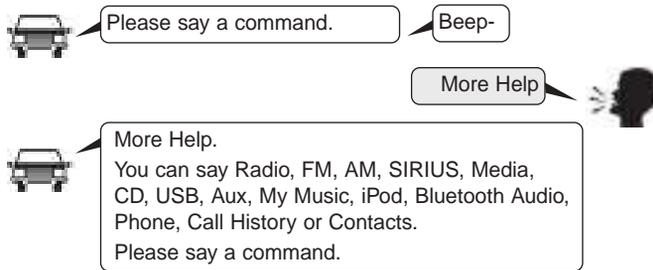 Please say a command.
Beep-
More Help
More Help.
You can say Radio, FM, AM, SIRIUS, Media,
CD, USB, Aux, My Music, iPod, Bluetooth Audio,
Phone, Call History or Contacts.
Please say a command.